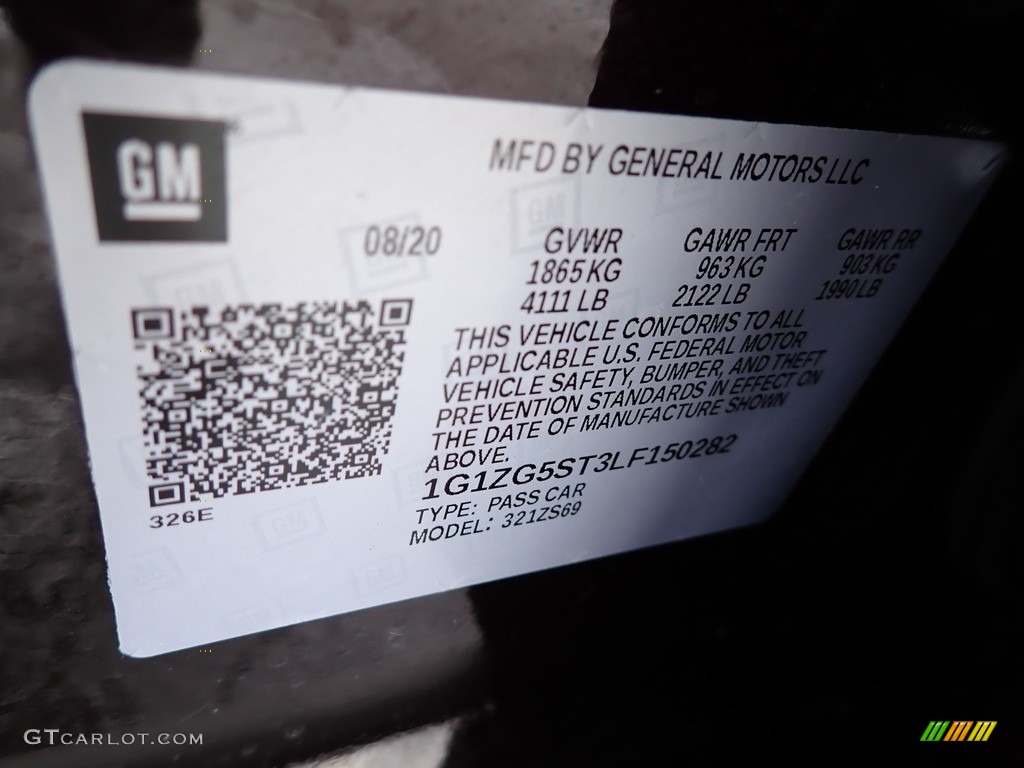 GM
MFD BY GENERAL MOTORS LLC
08/20
GVWR GAWR FRT GAWR RR
1865 KG 963 KG 903 KG
4111 LB 2122 LB 1990 LB
THIS VEHICLE CONFORMS TO ALL
APPLICABLE U.S. FEDERAL MOTOR
VEHICLE SAFETY, BUMPER, AND THEFT
PREVENTION STANDARDS IN EFFECT ON
THE DATE OF MANUFACTURE SHOWN
ABOVE.
1G1ZG5ST3LF150282
TYPE: PASS CAR
MODEL: 321ZS69
326E
GTCARLOT.COM